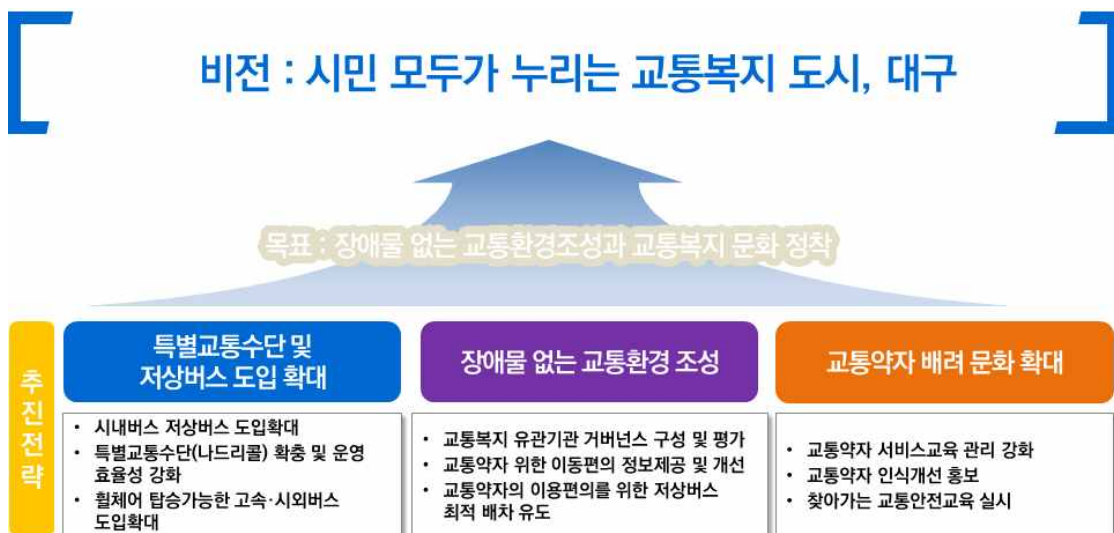 비전 : 시민 모두가 누리는 교통복지 도시, 대구
목표 : 장애물 없는 교통환경조성과 교통복지 문화 정착
추진전략
특별교통수단 및
저상버스 도입 확대
• 시내버스 저상버스 도입확대
• 특별교통수단(나드리콜) 확충 및 운영
효율성 강화
• 휠체어 탑승가능한 고속·시외버스
도입확대
장애물 없는 교통환경 조성
• 교통복지 유관기관 거버넌스 구성 및 평가
• 교통약자 위한 이동편의 정보제공 및 개선
• 교통약자의 이용편의를 위한 저상버스
최적 배차 유도
교통약자 배려 문화 확대
• 교통약자 서비스교육 관리 강화
• 교통약자 인식개선 홍보
• 찾아가는 교통안전교육 실시